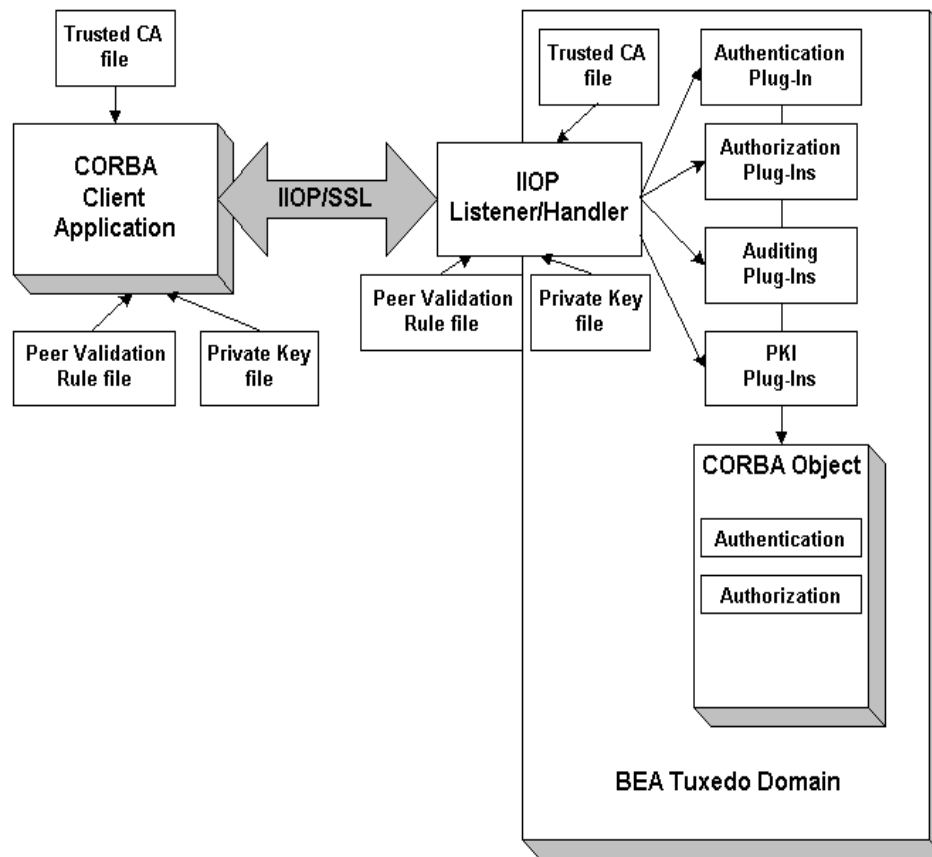 Trusted CA
file
CORBA
Client
Application
Peer Validation
Rule file
Private Key
file
IIOP/SSL
Trusted CA
file
IIOP
Listener/Handler
Peer Validation
Rule file
Private Key
file
Authentication
Plug-In
Authorization
Plug-Ins
Auditing
Plug-Ins
PKI
Plug-Ins
CORBA Object
Authentication
Authorization
BEA Tuxedo Domain